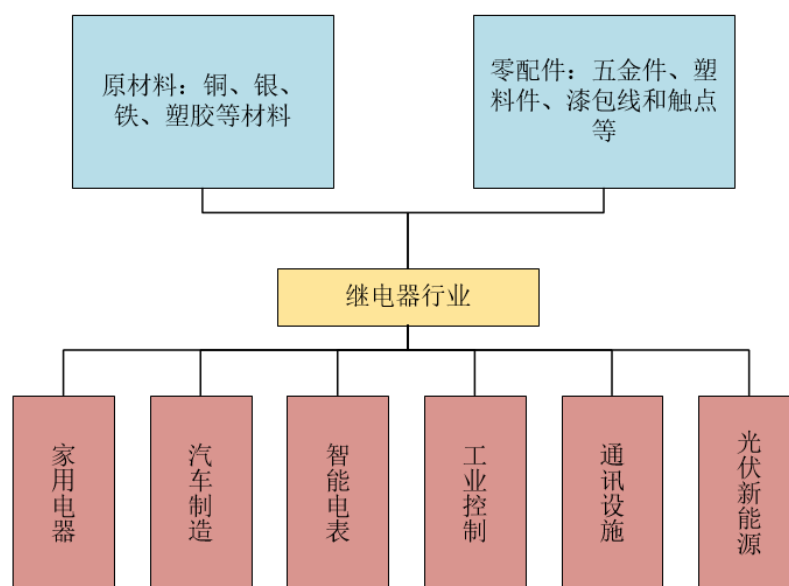 原材料：铜、银、
铁、塑胶等材料
零配件：五金件、塑
料件、漆包线和触点
等
继电器行业
家用电器
汽车制造
智能电表
工业控制
通讯设施
光伏新能源